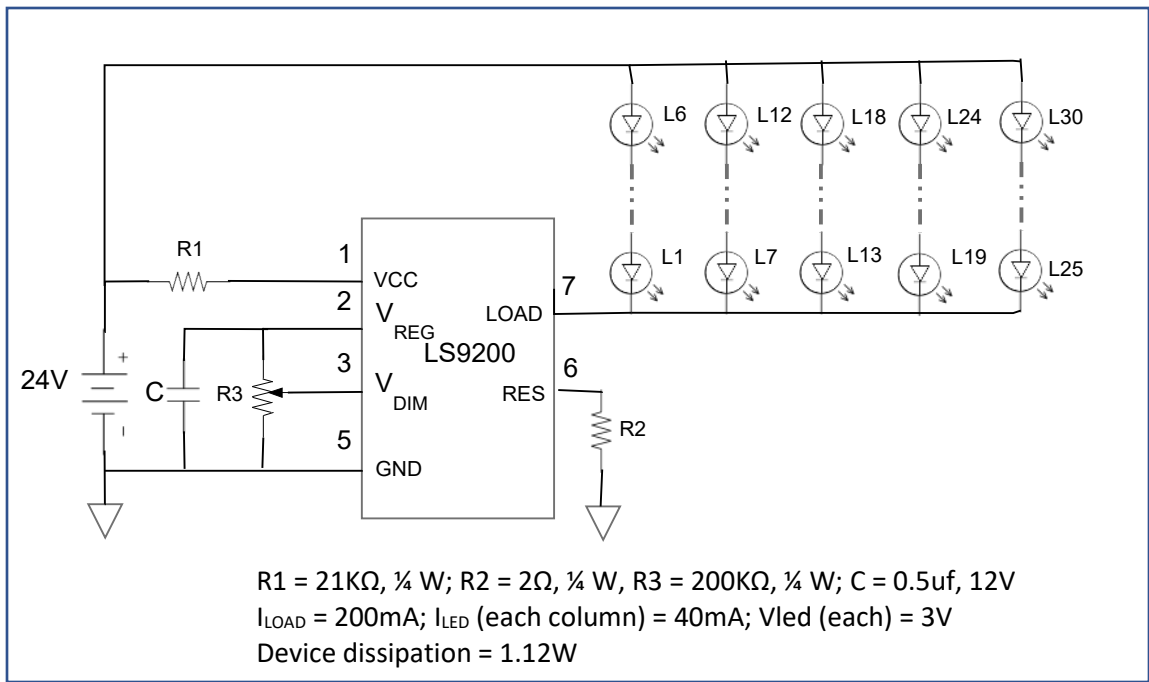 L6 L12 L18 L24 L30
R1
1
VCC
L1 L7 L13 L19 L25
2
V REG
7
LOAD
LS9200
24V
+
-
C
R3
3
V DIM
6
RES
R2
5
GND
R1 = 21KΩ, ¼ W; R2 = 2Ω, ¼ W, R3 = 200KΩ, ¼ W; C = 0.5uf, 12V
I LOAD = 200mA; I LED (each column) = 40mA; Vled (each) = 3V
Device dissipation = 1.12W